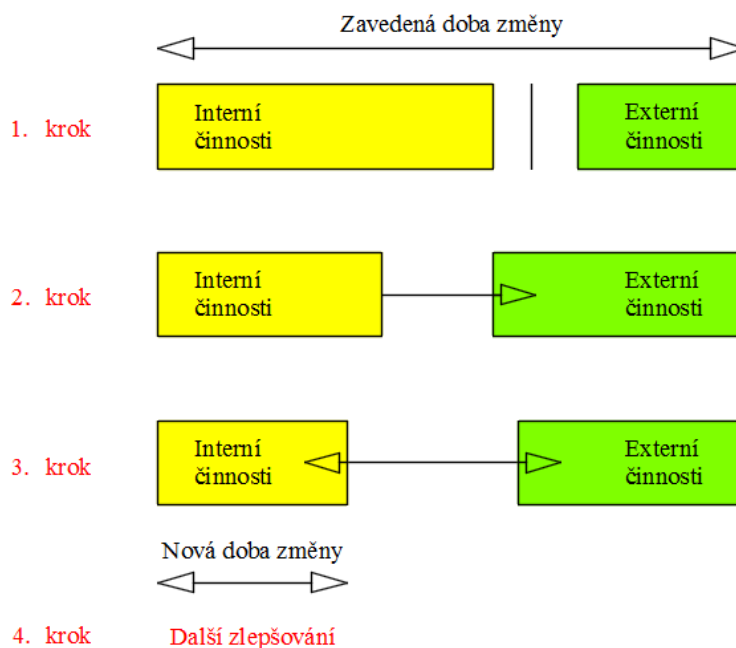 Zavedená doba změny
1. krok
Interní
činnosti
Externí
činnosti
2. krok
Interní
činnosti
Externí
činnosti
3. krok
Interní
činnosti
Externí
činnosti
Nová doba změny
4. krok
Další zlepšování